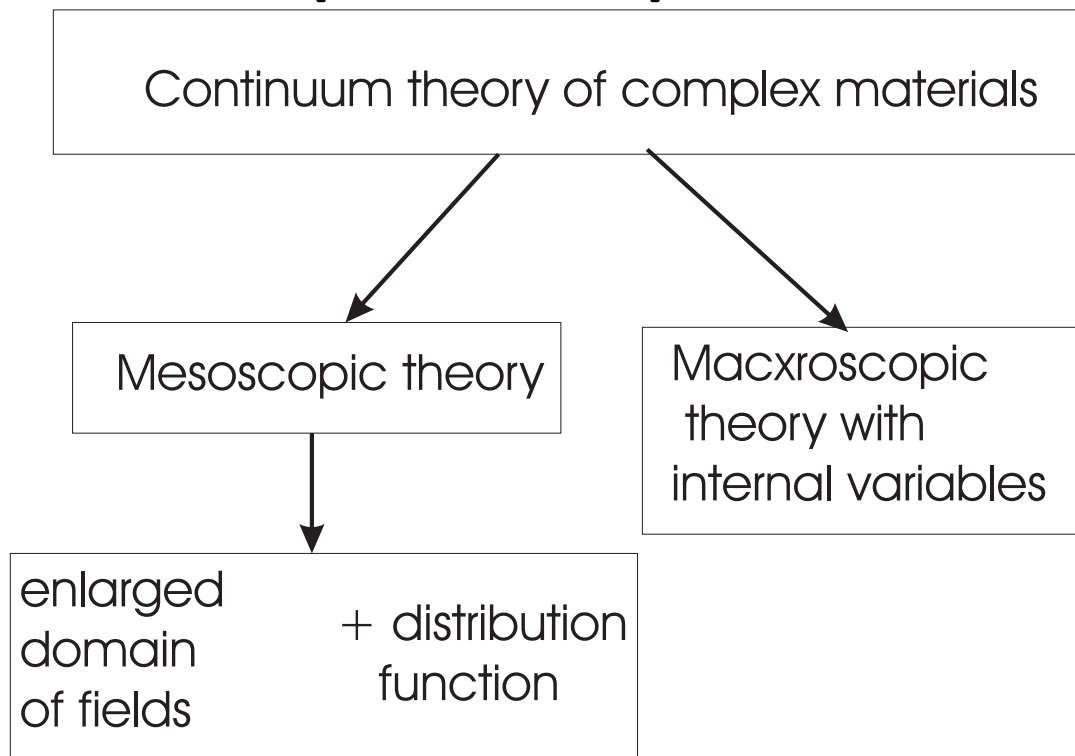 Continuum theory of complex materials
Mesoscopic theory
Macxroscopic
theory with
internal variables
enlarged
domain
of fields
+ distribution
function